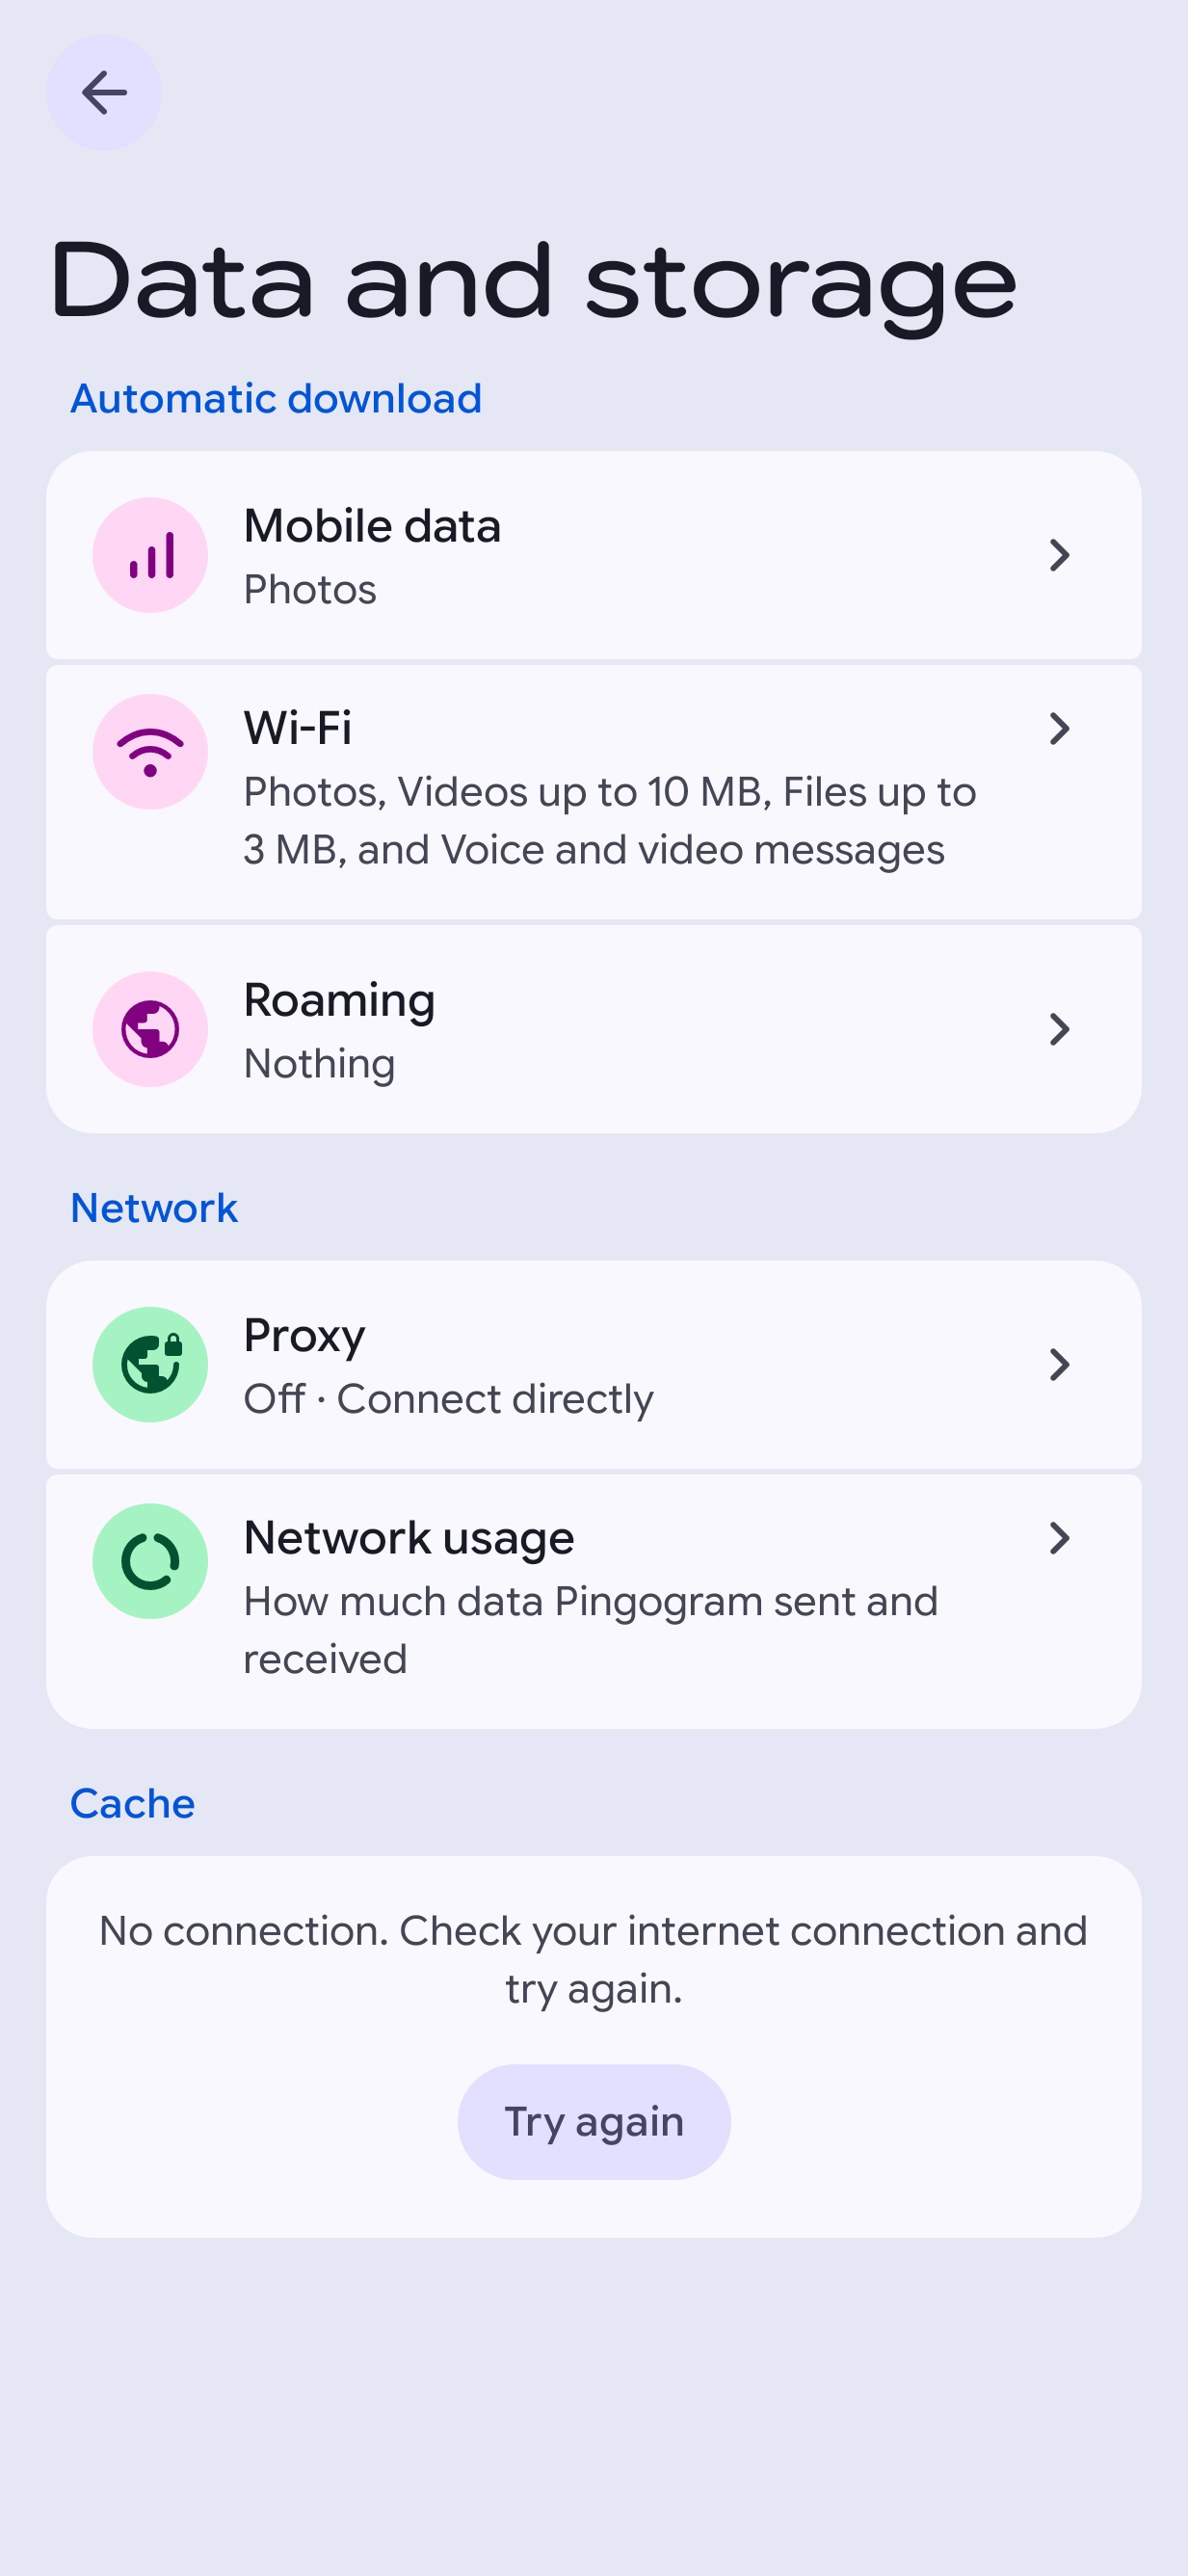 Data and storage
Automatic download
Mobile data
Photos
Wi-Fi
Photos, Videos up to 10 MB, Files up to
3 MB, and Voice and video messages
Roaming
Nothing
Network
Proxy
Off · Connect directly
Network usage
How much data Pingogram sent and
received
Cache
No connection. Check your internet connection and
try again.
Try again